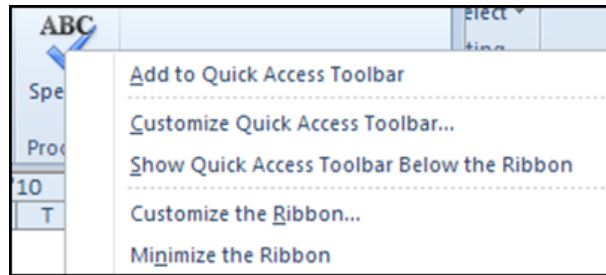 ABC
elect
Spe
Add to Quick Access Toolbar
Customize Quick Access Toolbar...
Proc
Show Quick Access Toolbar Below the Ribbon
10
T
Customize the Ribbon...
Minimize the Ribbon